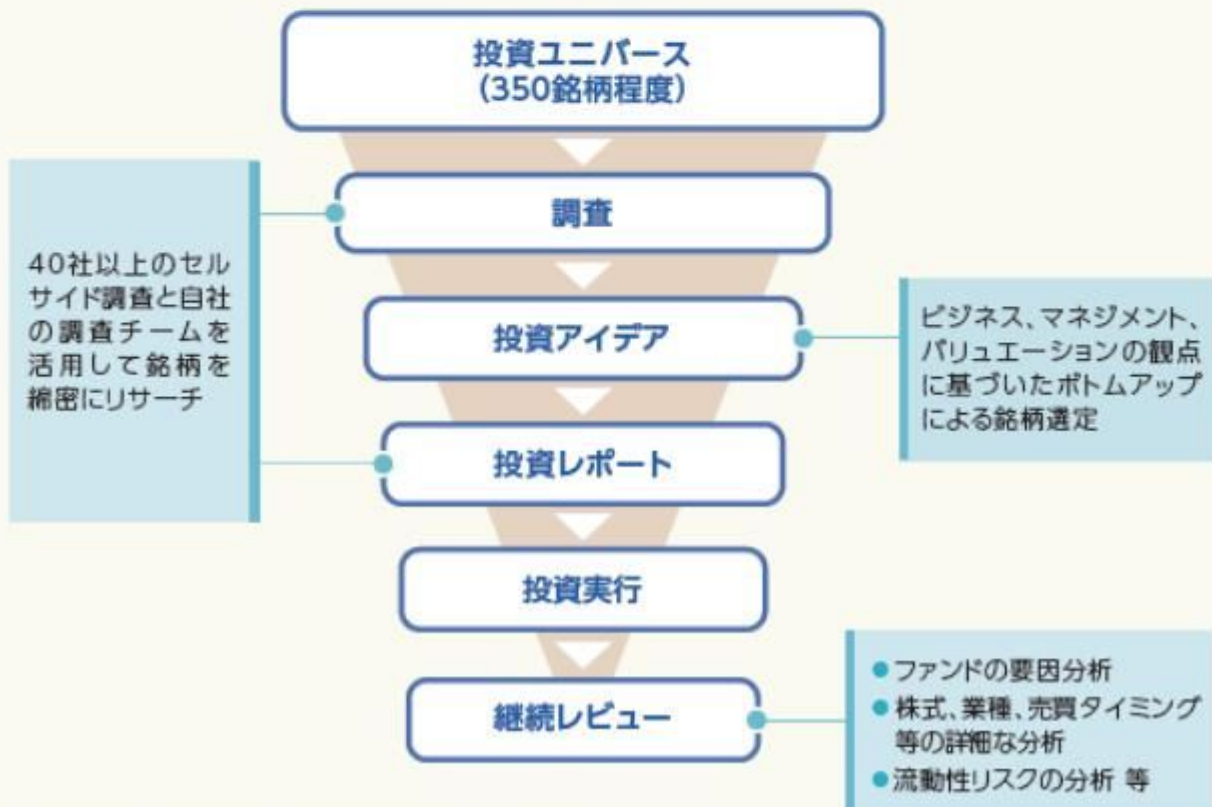 投資ユニバース
(350銘柄程度)
調査
40社以上のセル
サイド調査と自社
の調査チームを
活用して銘柄を
綿密にリサーチ
投資アイデア
ビジネス、マネジメント、
バリュエーションの観点
に基づいたボトムアップ
による銘柄選定
投資レポート
投資実行
継続レビュー
●ファンドの要因分析
●株式、業種、売買タイミング
等の詳細な分析
●流動性リスクの分析 等